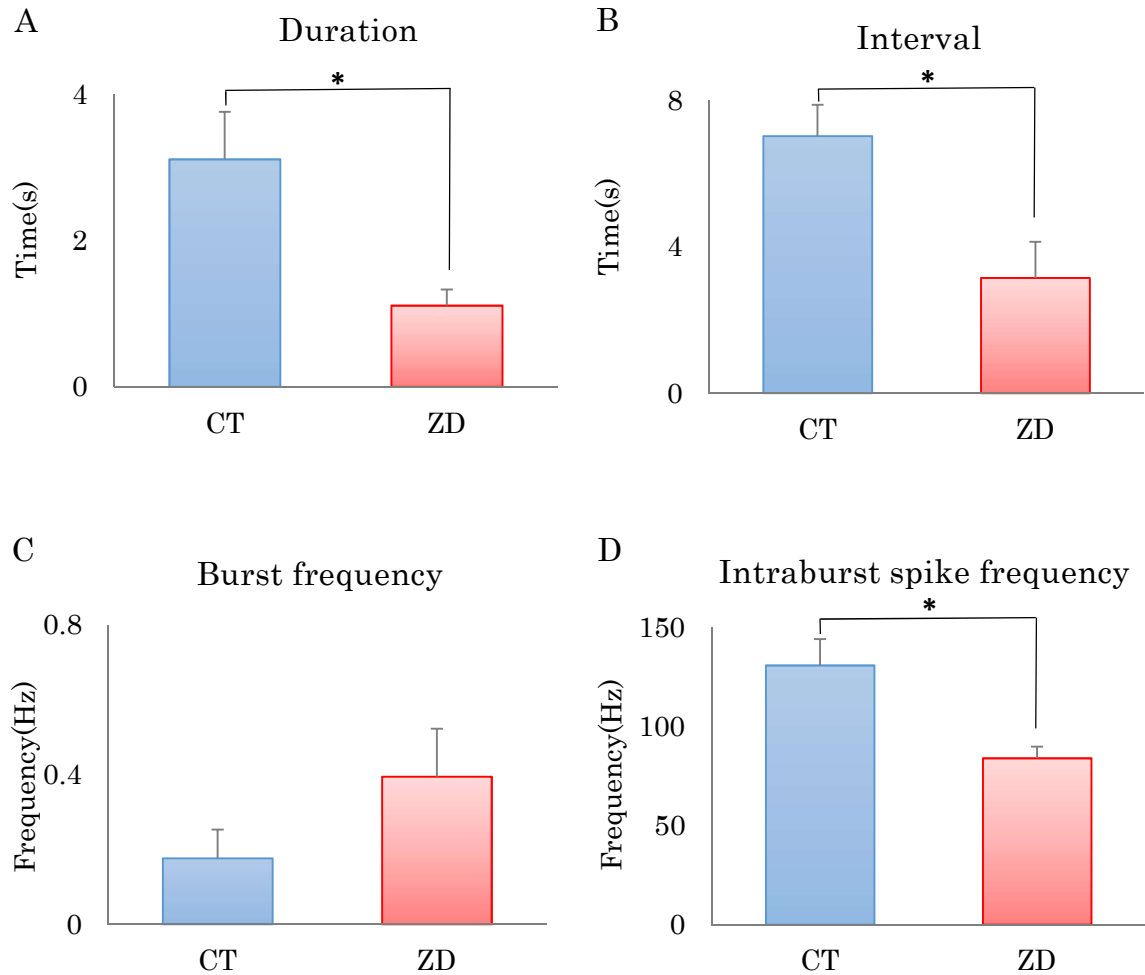 A
Duration
*
4
2
0
Time(s)
CT ZD
B
Interval
*
8
4
0
Time(s)
CT ZD
C
Burst frequency
0.8
0.4
0
Frequency(Hz)
CT ZD
D
Intraburst spike frequency
*
150
100
50
0
Frequency(Hz)
CT ZD